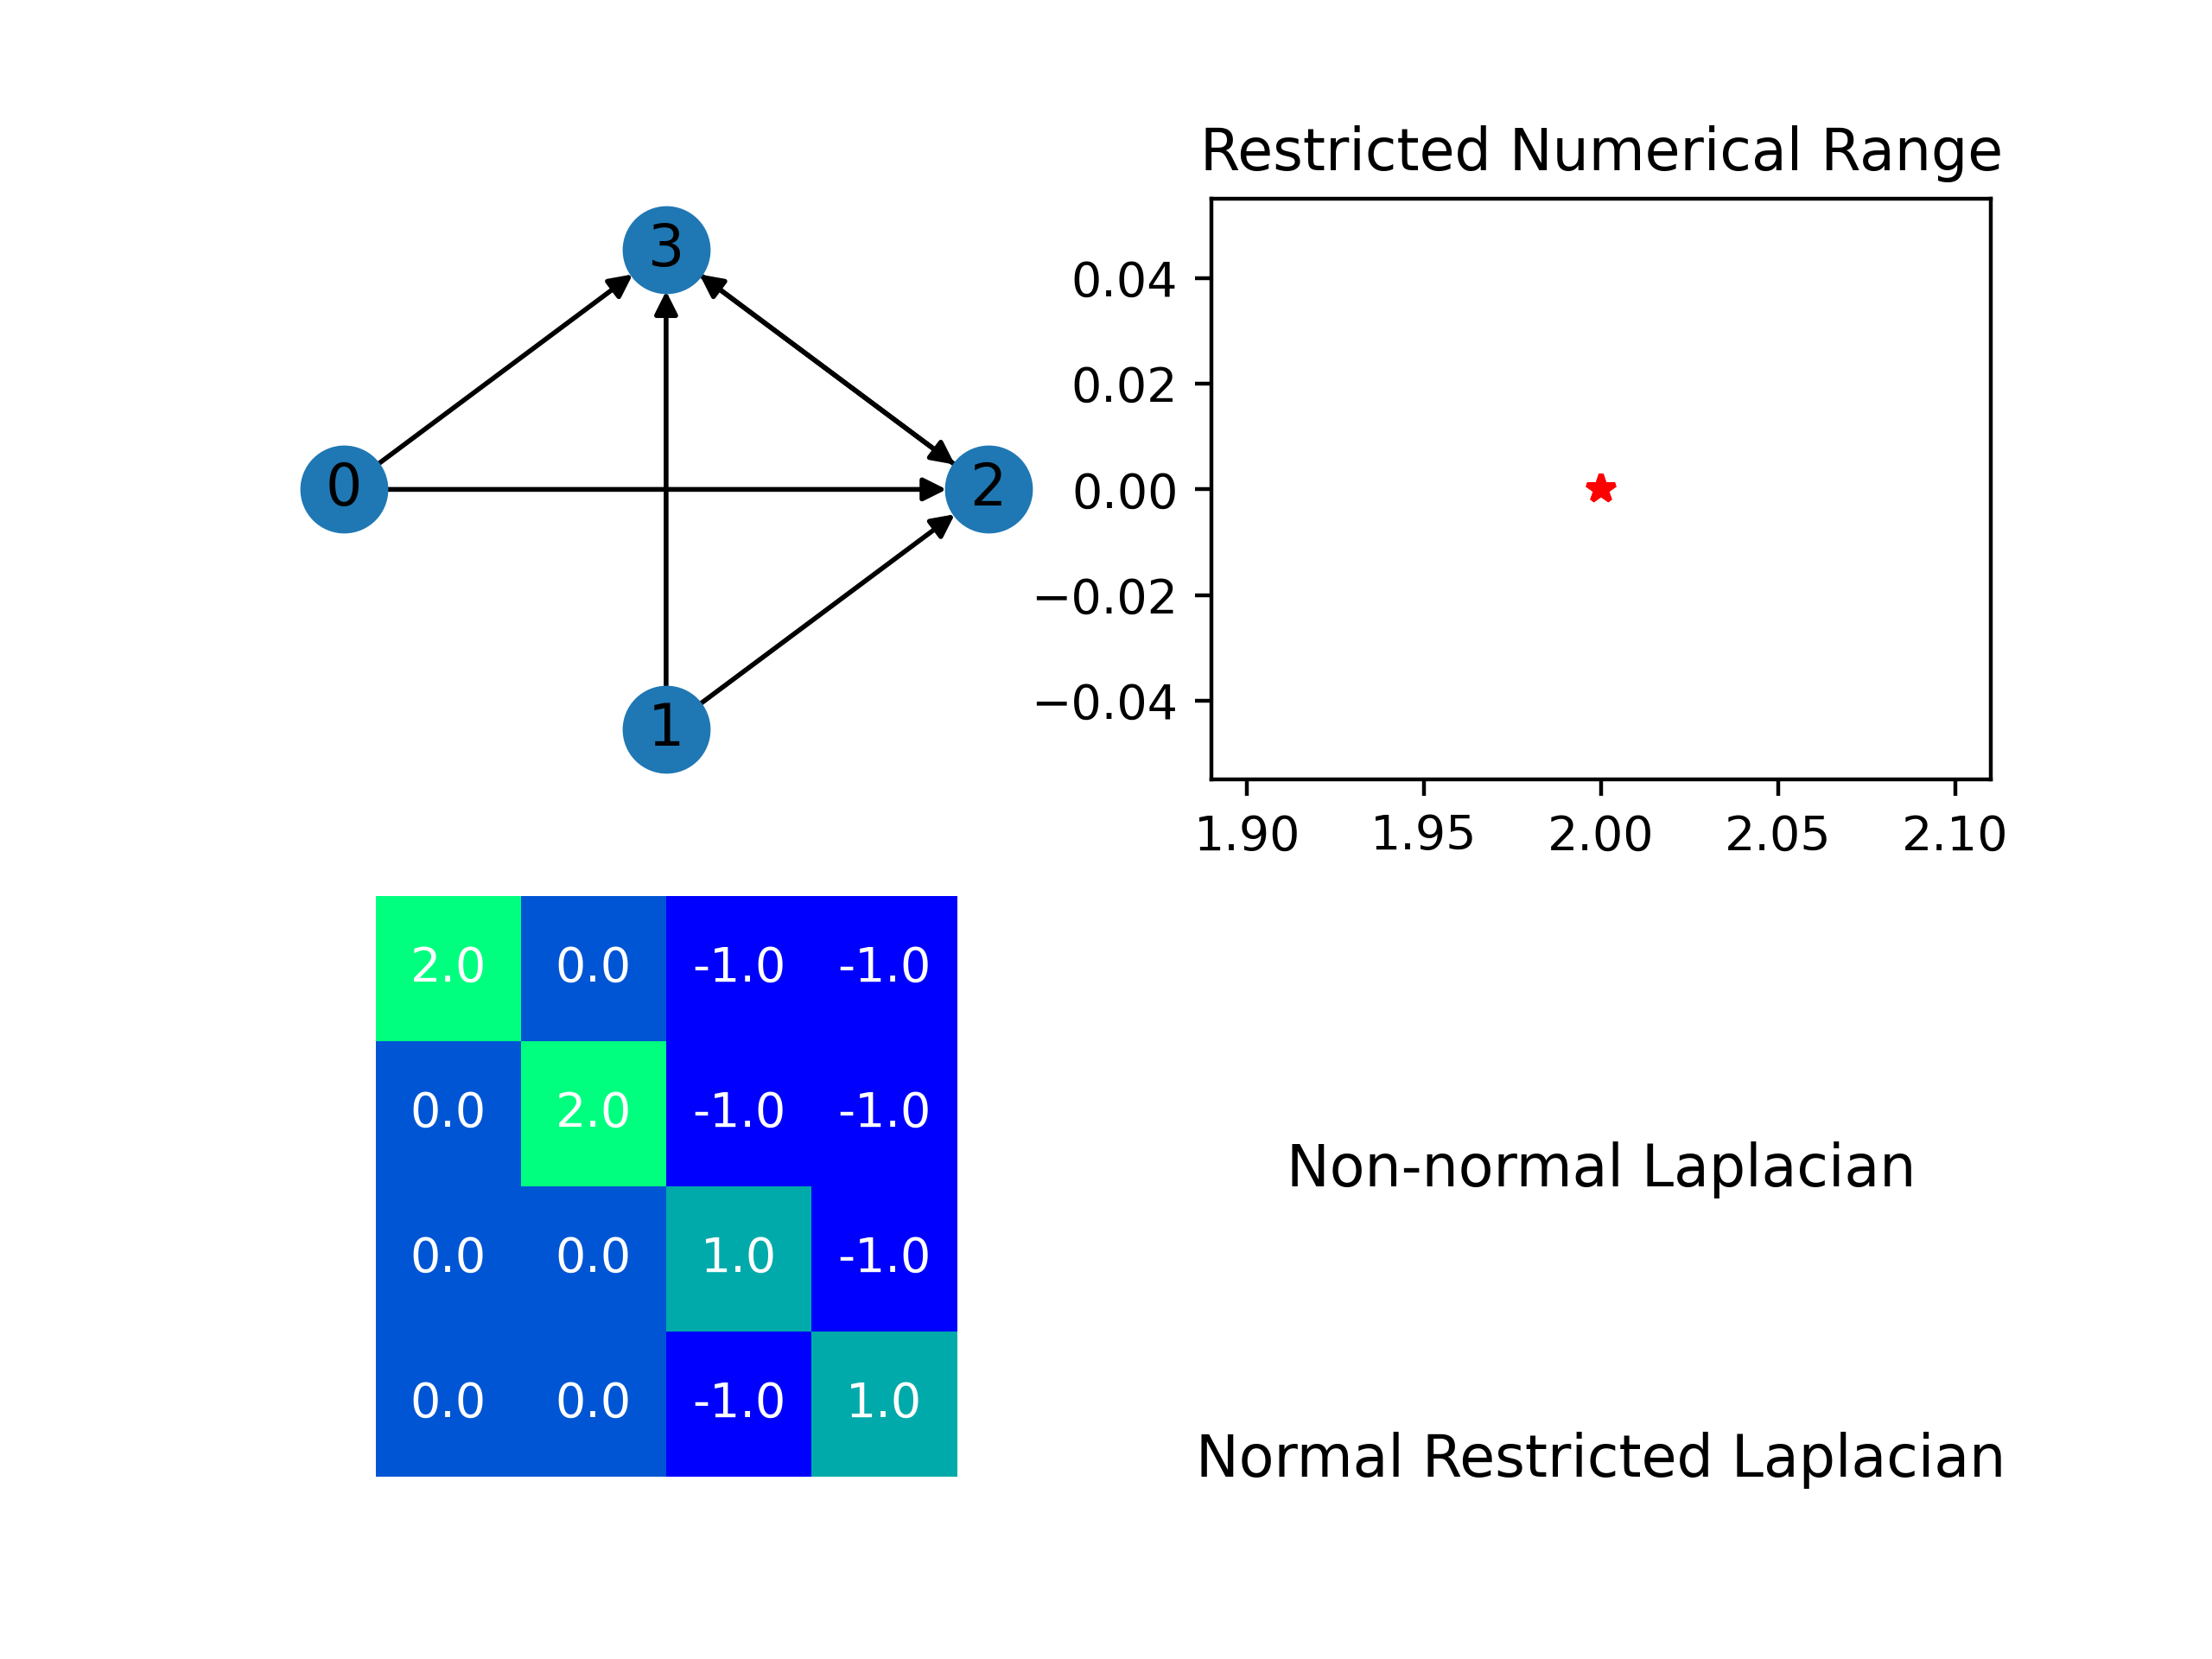 Restricted Numerical Range
3
0
2
1
0.04
0.02
0.00
−0.02
−0.04
1.90 1.95 2.00 2.05 2.10
2.0 0.0 -1.0 -1.0
0.0 2.0 -1.0 -1.0
0.0 0.0 1.0 -1.0
0.0 0.0 -1.0 1.0
Non-normal Laplacian
Normal Restricted Laplacian